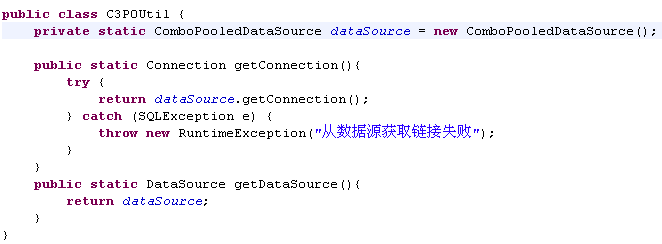 public class C3P0Util {
    private static ComboPooledDataSource dataSource = new ComboPooledDataSource();
    public static Connection getConnection(){
        try {
            return dataSource.getConnection();
        } catch (SQLException e) {
            throw new RuntimeException("从数据源获取链接失败");
        }
    }
    public static DataSource getDataSource(){
        return dataSource;
    }
}